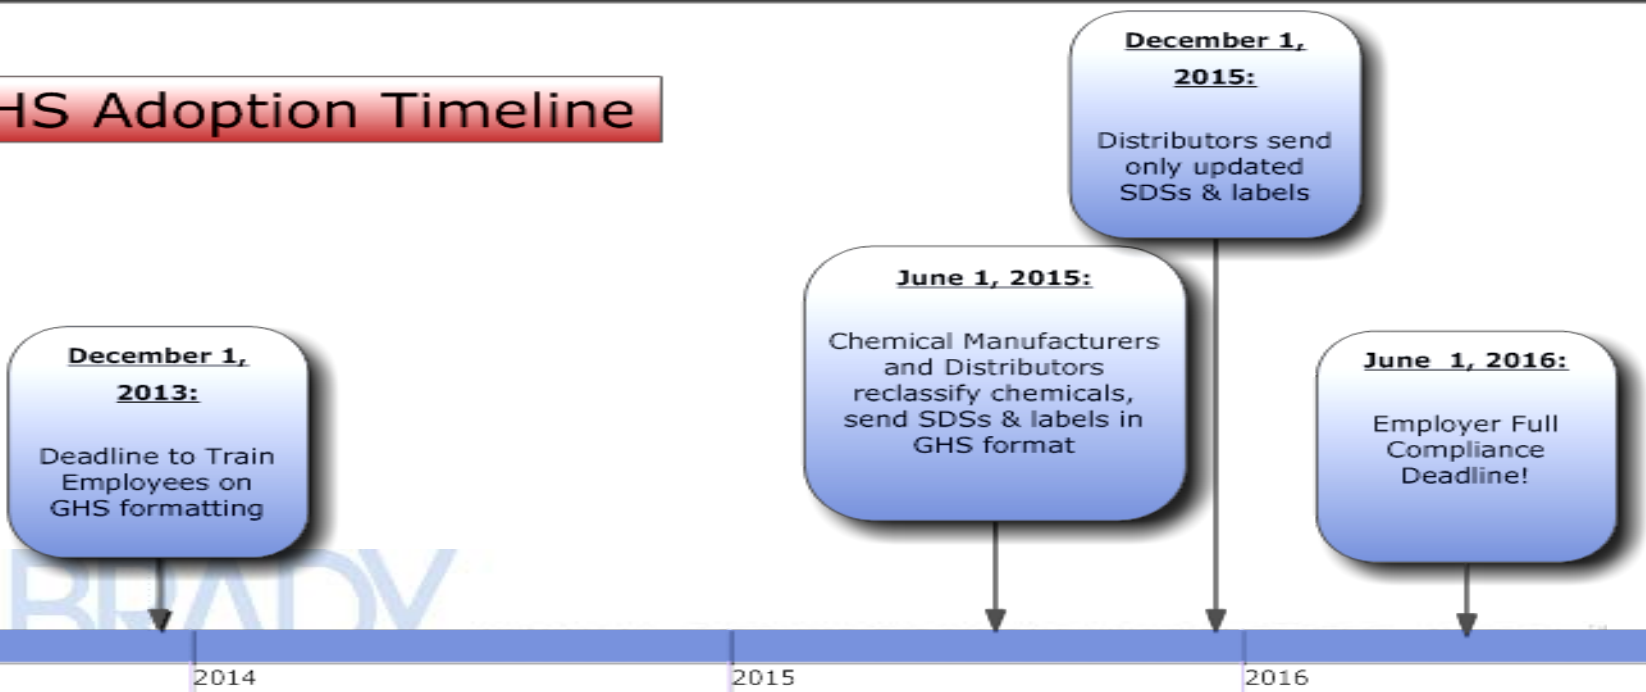 HS Adoption Timeline
December 1,
2013:
Deadline to Train
Employees on
GHS formatting
June 1, 2015:
Chemical Manufacturers
and Distributors
reclassify chemicals,
send SDSs & labels in
GHS format
December 1,
2015:
Distributors send
only updated
SDSs & labels
June 1, 2016:
Employer Full
Compliance
Deadline!
BRADY
2014
2015
2016